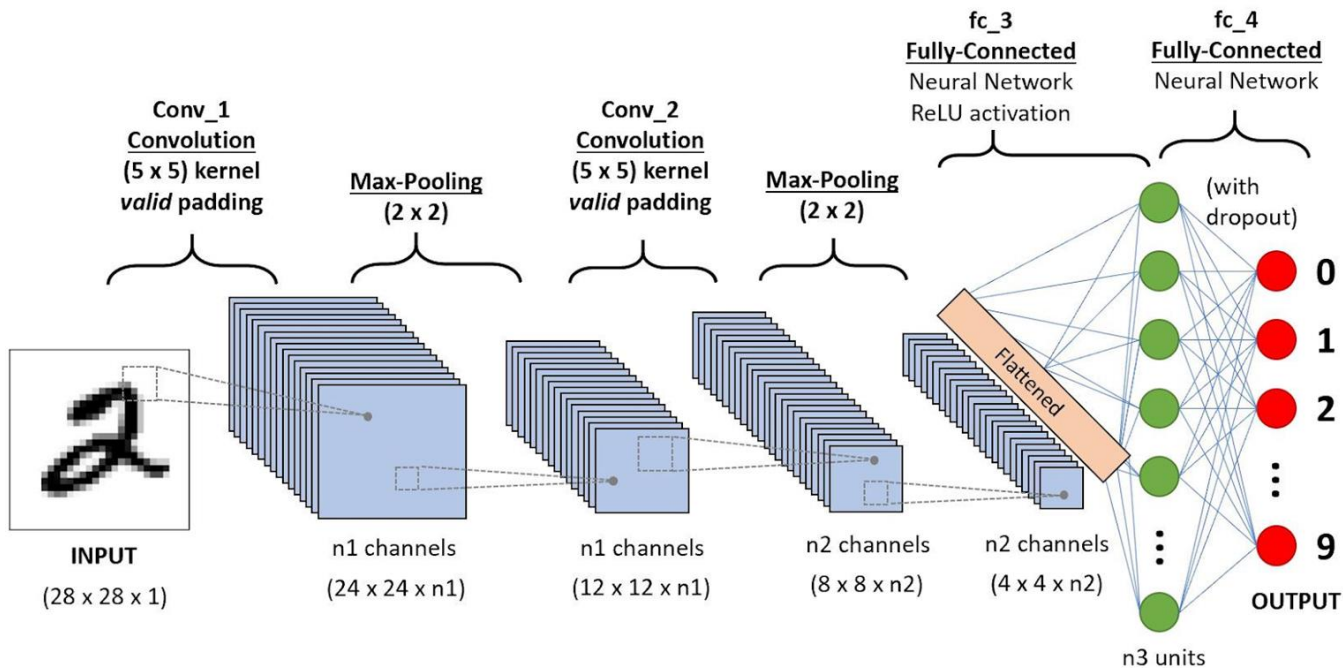 fc_3
Fully-Connected
Neural Network
ReLU activation
fc_4
Fully-Connected
Neural Network
Conv_1
Convolution
(5 x 5) kernel
valid padding
Max-Pooling
(2 x 2)
Conv_2
Convolution
(5 x 5) kernel
valid padding
Max-Pooling
(2 x 2)
(with
dropout)
Flattened
0
1
2
9
INPUT
(28 x 28 x 1)
n1 channels
(24 x 24 x n1)
n1 channels
(12 x 12 x n1)
n2 channels
(8 x 8 x n2)
n2 channels
(4 x 4 x n2)
OUTPUT
n3 units